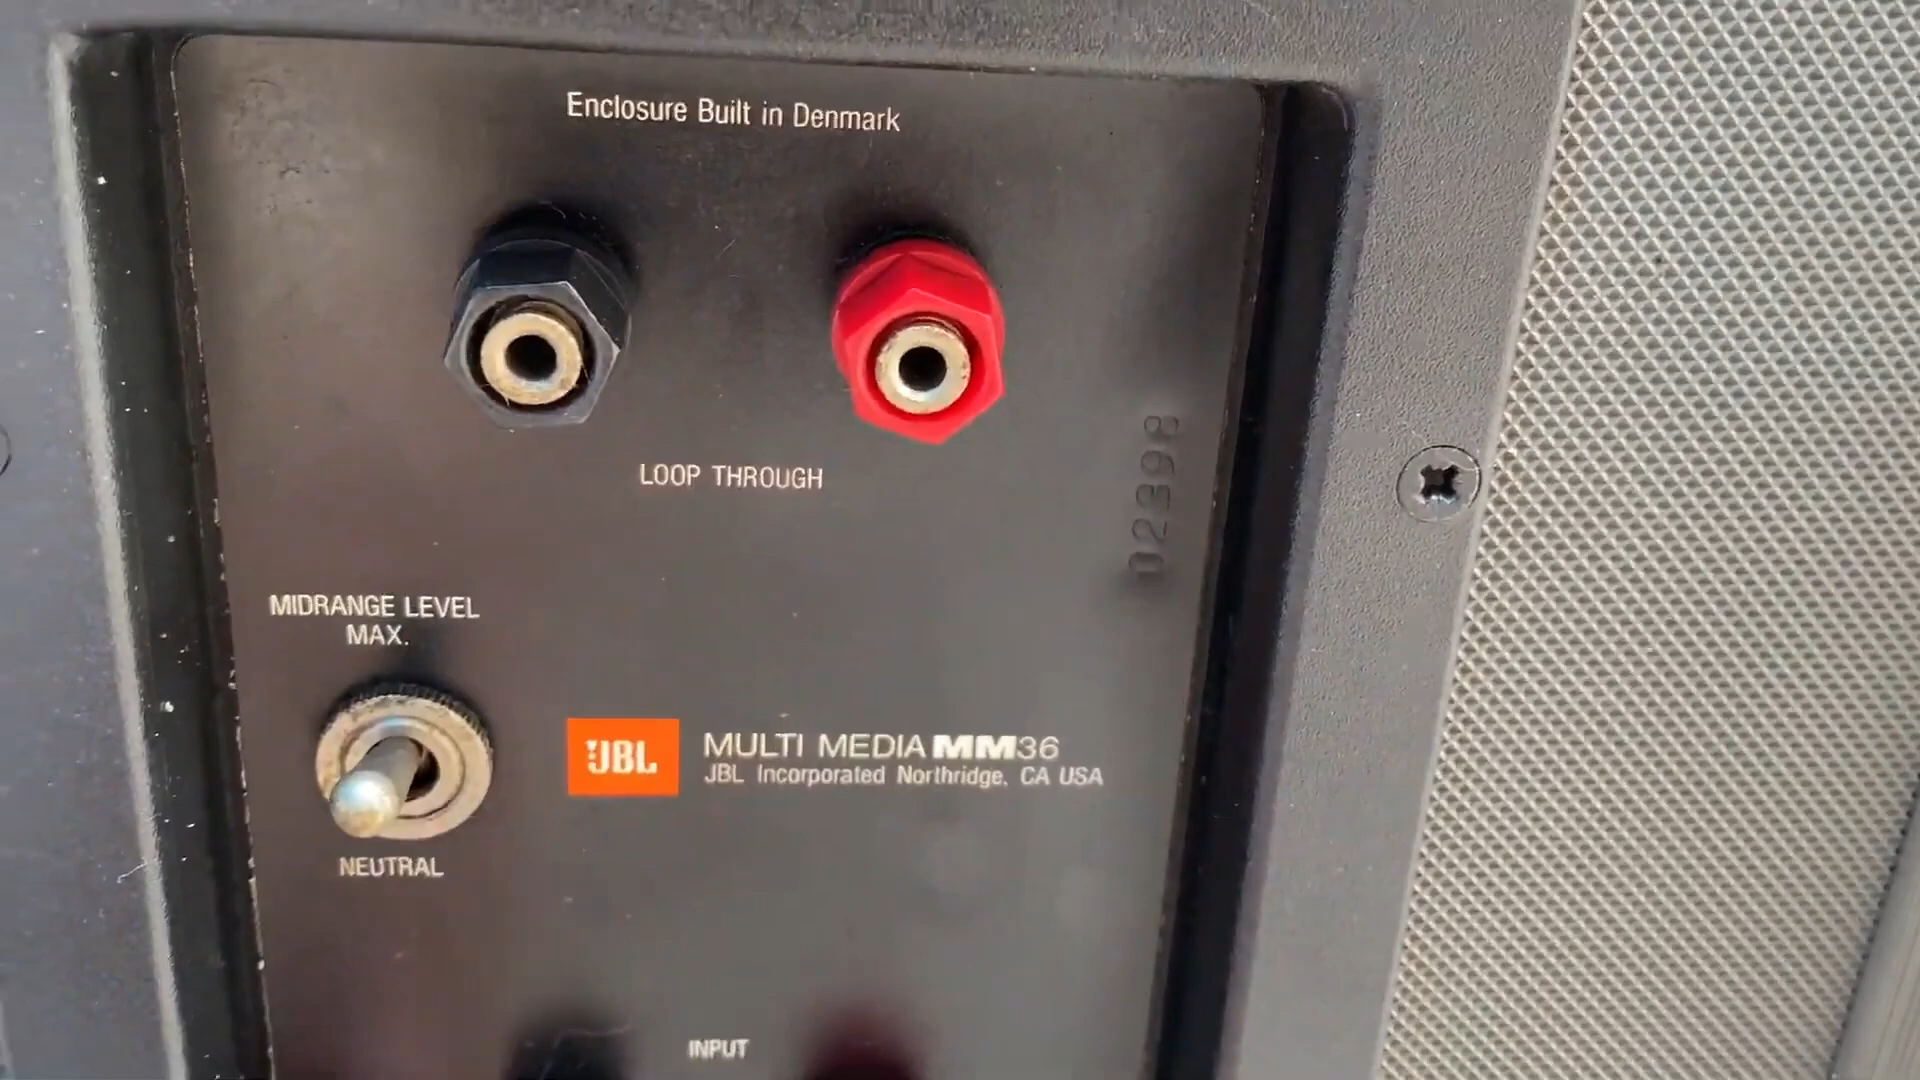 Enclosure Built in Denmark
LOOP THROUGH
02398
MIDRANGE LEVEL
MAX.
JBL
MULTI MEDIA MM36
JBL Incorporated Northridge, CA USA
NEUTRAL
INPUT